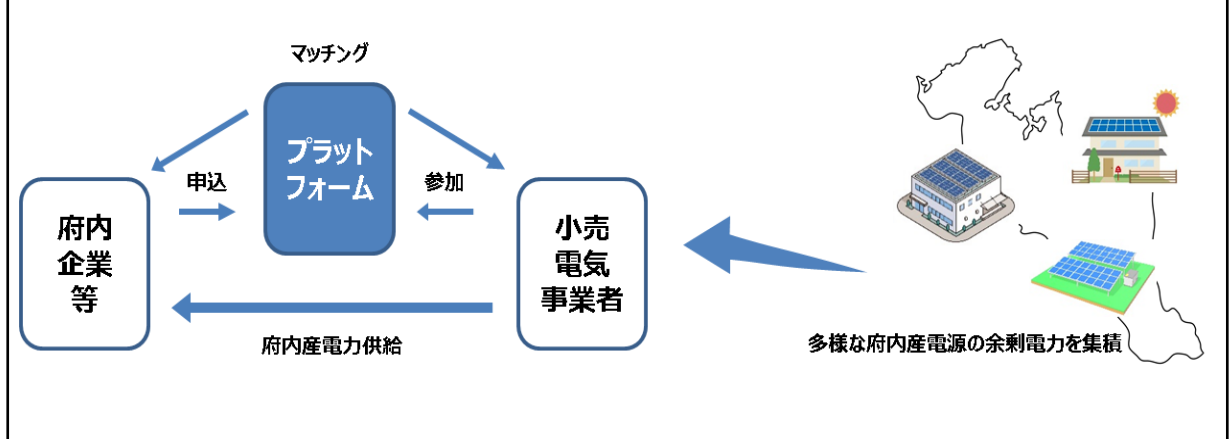 マッチング
プラット
フォーム
申込
参加
府内
企業
等
小売
電気
事業者
府内産電力供給
多様な府内産電源の余剰電力を集積